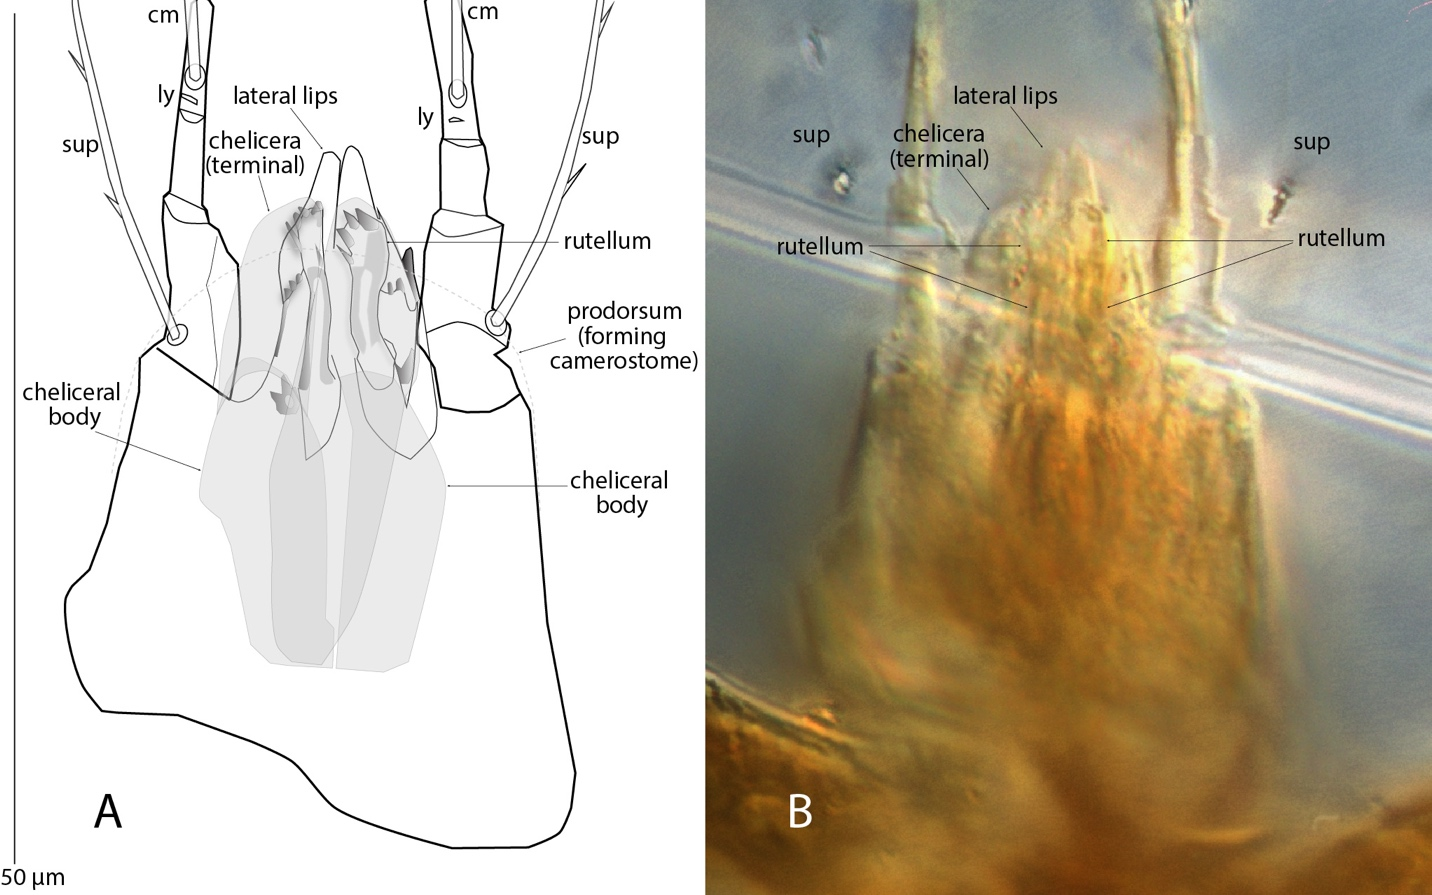 cm
cm
ly
lateral lips
ly
chelicera
(terminal)
sup
sup
rutellum
prodorsum
(forming
camerostome)
cheliceral
body
cheliceral
body
A
50 μm
lateral lips
sup
chelicera
(terminal)
sup
rutellum
rutellum
B